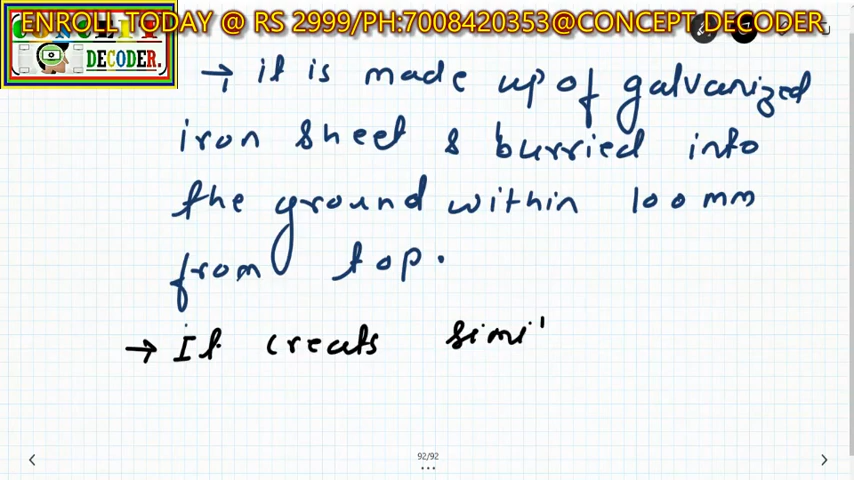 ENROLL TODAY @ RS 2999/PH:7008420353@CONCEPT DECODER.
DECODER.
→ it is made up of galvanized
iron sheet & burried into
the ground within 100 mm
from top.
→ It creats simi
92/92